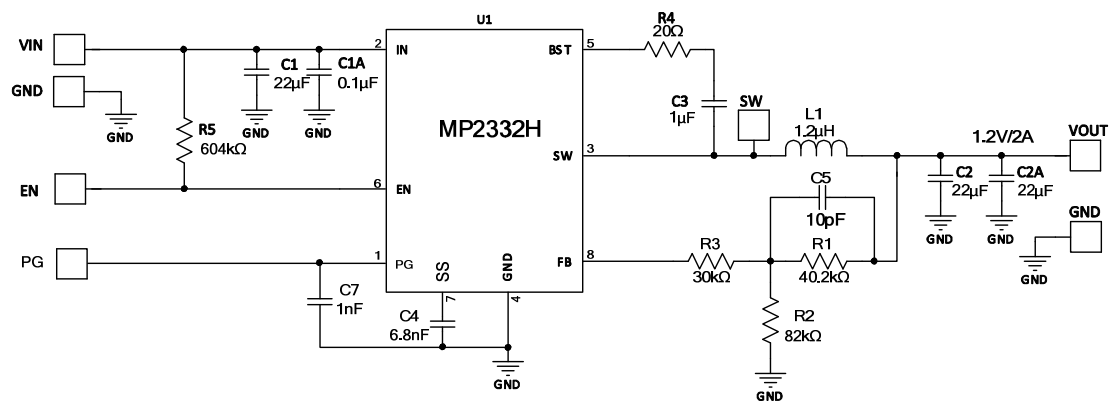 U1
MP2332H
VIN
GND
GND
R5
604kΩ
EN
PG
C1
22µF
GND
C1A
0.1µF
GND
2
IN
6
EN
1
PG
C7
1nF
SS
7
C4
6.8nF
GND
4
GND
BST
5
SW
3
FB
8
R4
20Ω
C3
1µF
SW
L1
1.2µH
C5
10pF
R3
30kΩ
R1
40.2kΩ
R2
82kΩ
GND
1.2V/2A
VOUT
C2
22µF
GND
C2A
22µF
GND
GND
GND